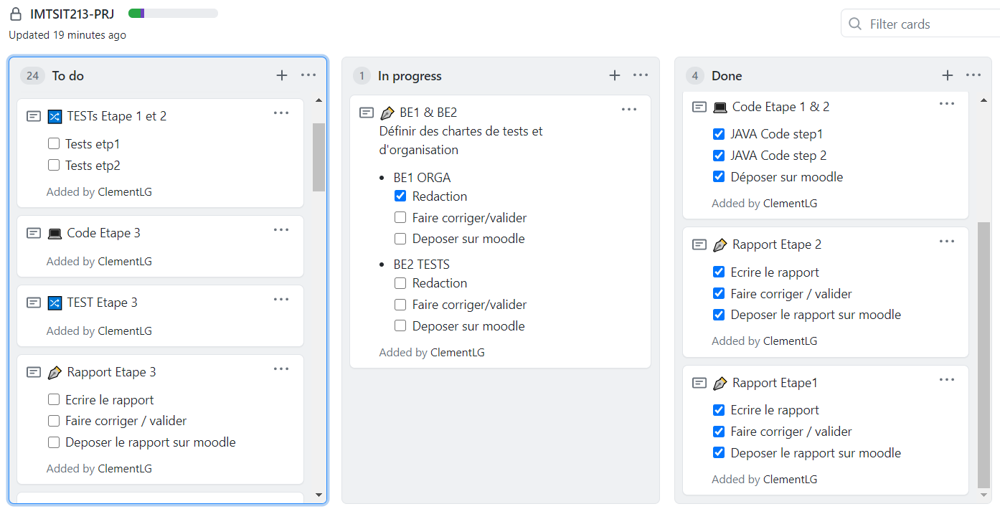 IMTSIT213-PRJ
Updated 19 minutes ago
Filter cards
24 To do
TESTs Etape 1 et 2
Tests etp1
Tests etp2
Added by ClementLG
Code Etape 3
Added by ClementLG
TEST Etape 3
Added by ClementLG
Rapport Etape 3
Ecrire le rapport
Faire corriger / valider
Deposer le rapport sur moodle
Added by ClementLG
1 In progress
BE1 & BE2
Définir des chartes de tests et
d'organisation
BE1 ORGA
Redaction
Faire corriger/valider
Deposer sur moodle
BE2 TESTS
Redaction
Faire corriger/valider
Deposer sur moodle
Added by ClementLG
4 Done
Code Etape 1 & 2
JAVA Code step1
JAVA Code step 2
Déposer sur moodle
Added by ClementLG
Rapport Etape 2
Ecrire le rapport
Faire corriger / valider
Deposer le rapport sur moodle
Added by ClementLG
Rapport Etape1
Ecrire le rapport
Faire corriger / valider
Deposer le rapport sur moodle
Added by ClementLG